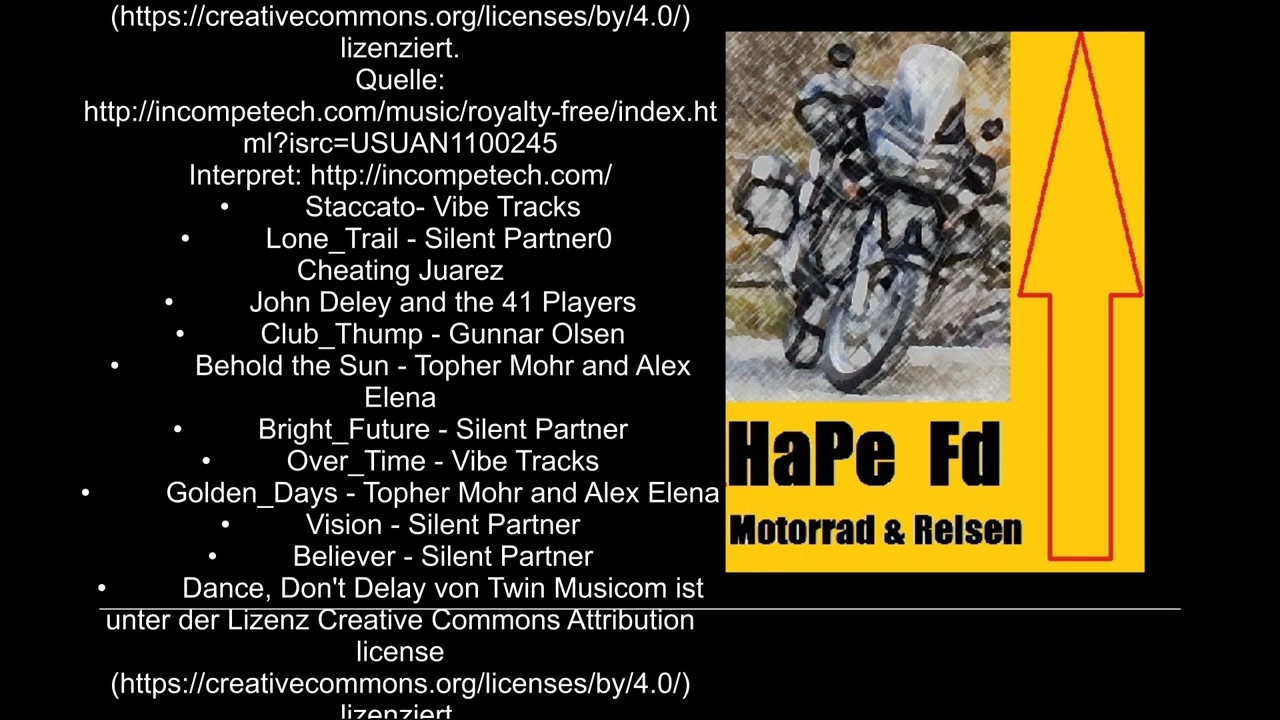 (https://creativecommons.org/licenses/by/4.0/)
lizenziert.
Quelle:
http://incompetech.com/music/royalty-free/index.ht
ml?isrc=USUAN1100245
Interpret: http://incompetech.com/
• Staccato- Vibe Tracks
• Lone_Trail - Silent Partner0
Cheating Juarez
• John Deley and the 41 Players
• Club_Thump - Gunnar Olsen
• Behold the Sun - Topher Mohr and Alex
Elena
• Bright_Future - Silent Partner
• Over_Time - Vibe Tracks
• Golden_Days - Topher Mohr and Alex Elena
• Vision - Silent Partner
• Believer - Silent Partner
• Dance, Don't Delay von Twin Musicom ist
unter der Lizenz Creative Commons Attribution
license
(https://creativecommons.org/licenses/by/4.0/)
lizenziert.
HaPe Fd
Motorrad & Reisen